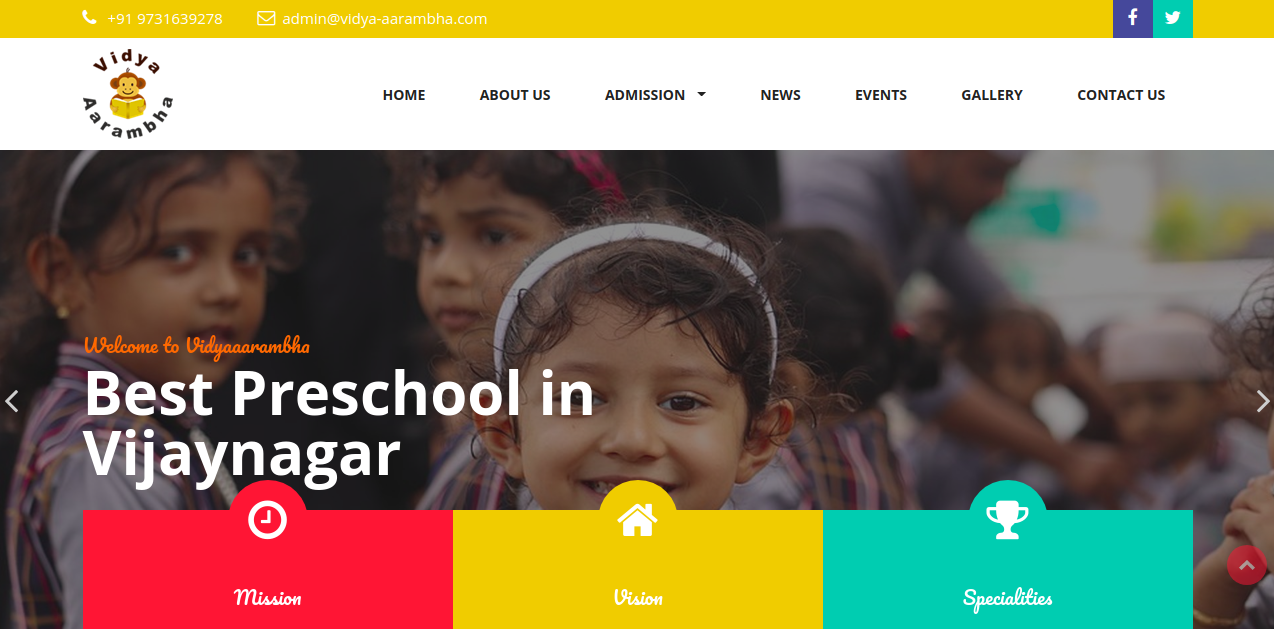 +91 9731639278 admin@vidya-aarambha.com
Vidya
Aarambha
HOME ABOUT US ADMISSION NEWS EVENTS GALLERY CONTACT US
Welcome to Vidyaaarambha
Best Preschool in
Vijaynagar
Mission Vision Specialities